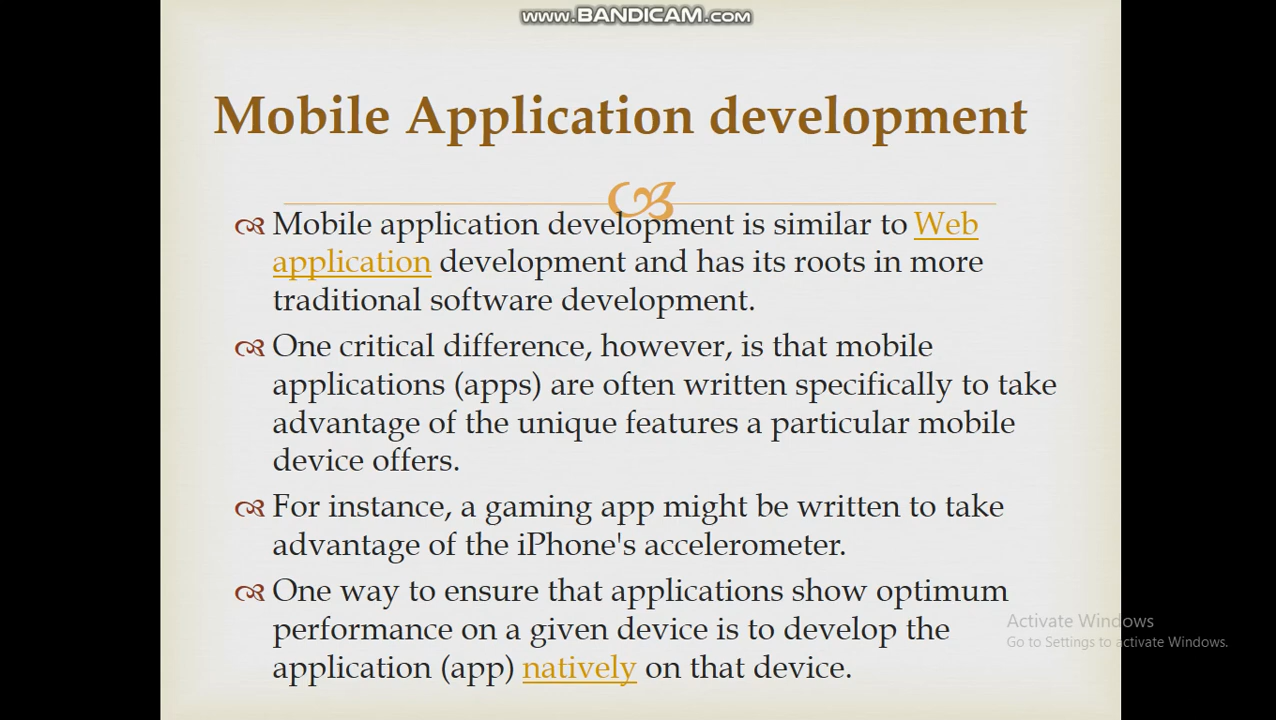 www.BANDICAM.com
Mobile Application development
Mobile application development is similar to Web
application development and has its roots in more
traditional software development.
One critical difference, however, is that mobile
applications (apps) are often written specifically to take
advantage of the unique features a particular mobile
device offers.
For instance, a gaming app might be written to take
advantage of the iPhone's accelerometer.
One way to ensure that applications show optimum
performance on a given device is to develop the
application (app) natively on that device.
Activate Windows
Go to Settings to activate Windows.